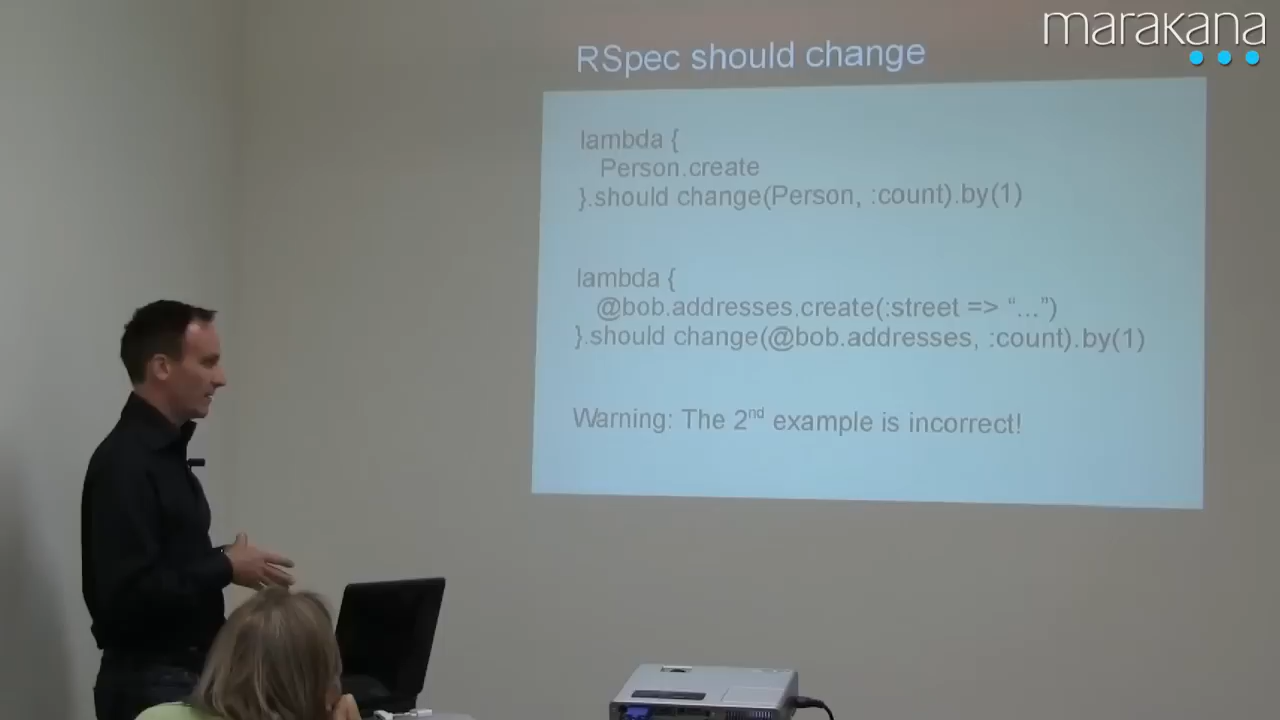 marakana
RSpec should change
lambda {
Person.create
}.should change(Person, :count).by(1)
lambda {
@bob.addresses.create(:street => “...”)
}.should change(@bob.addresses, :count).by(1)
Warning: The 2nd example is incorrect!